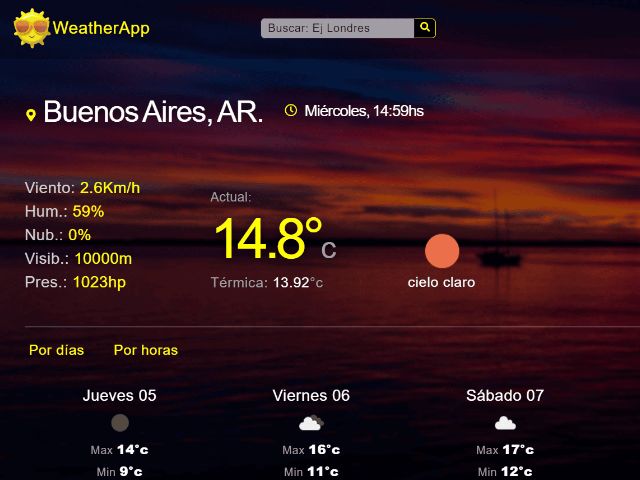 WeatherApp
Buscar: Ej Londres
Buenos Aires, AR.
Miércoles, 14:59hs
Viento: 2.6Km/h
Hum.: 59%
Nub.: 0%
Visib.: 10000m
Pres.: 1023hp
Actual:
14.8°c
Térmica: 13.92°c
cielo claro
Por días
Por horas
Jueves 05
Max 14°c
Min 9°c
Viernes 06
Max 16°c
Min 11°c
Sábado 07
Max 17°c
Min 12°c